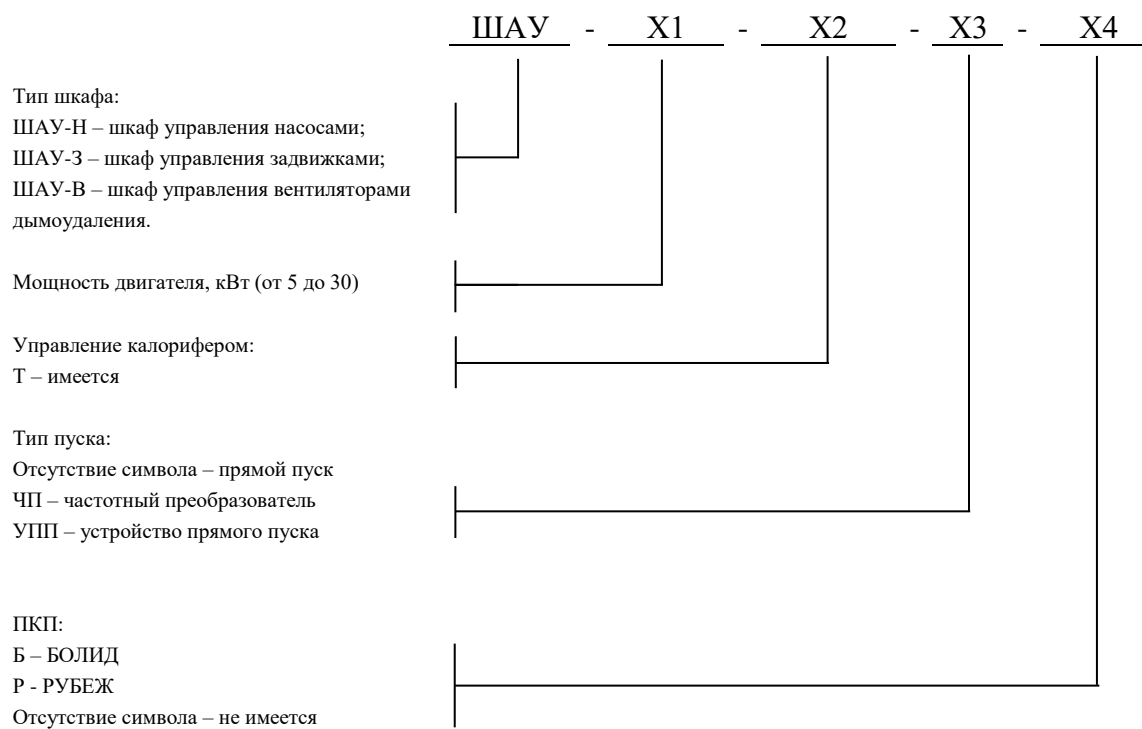 ШАУ - X1 - X2 - X3 - X4
Тип шкафа:
ШАУ-Н – шкаф управления насосами;
ШАУ-З – шкаф управления задвижками;
ШАУ-В – шкаф управления вентиляторами
дымоудаления.
Мощность двигателя, кВт (от 5 до 30)
Управление калорифером:
Т – имеется
Тип пуска:
Отсутствие символа – прямой пуск
ЧП – частотный преобразователь
УПП – устройство прямого пуска
ПКП:
Б – БОЛИД
Р - РУБЕЖ
Отсутствие символа – не имеется